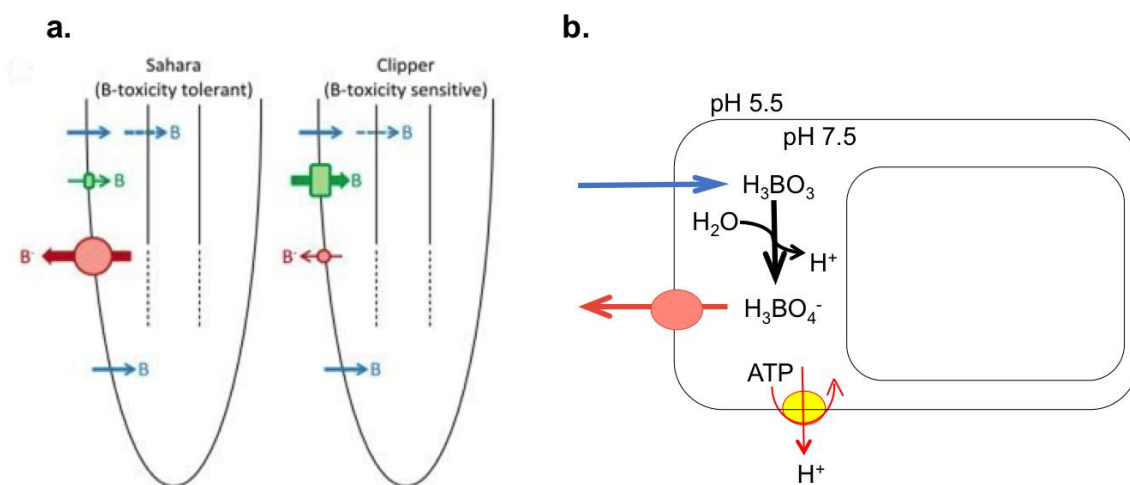 a.
Sahara
(B-toxicity tolerant)
B
B
B⁻
B
Clipper
(B-toxicity sensitive)
B
B
B⁻
B
b.
pH 5.5
pH 7.5
H₃BO₃
H₂O
H⁺
H₃BO₄⁻
ATP
H⁺